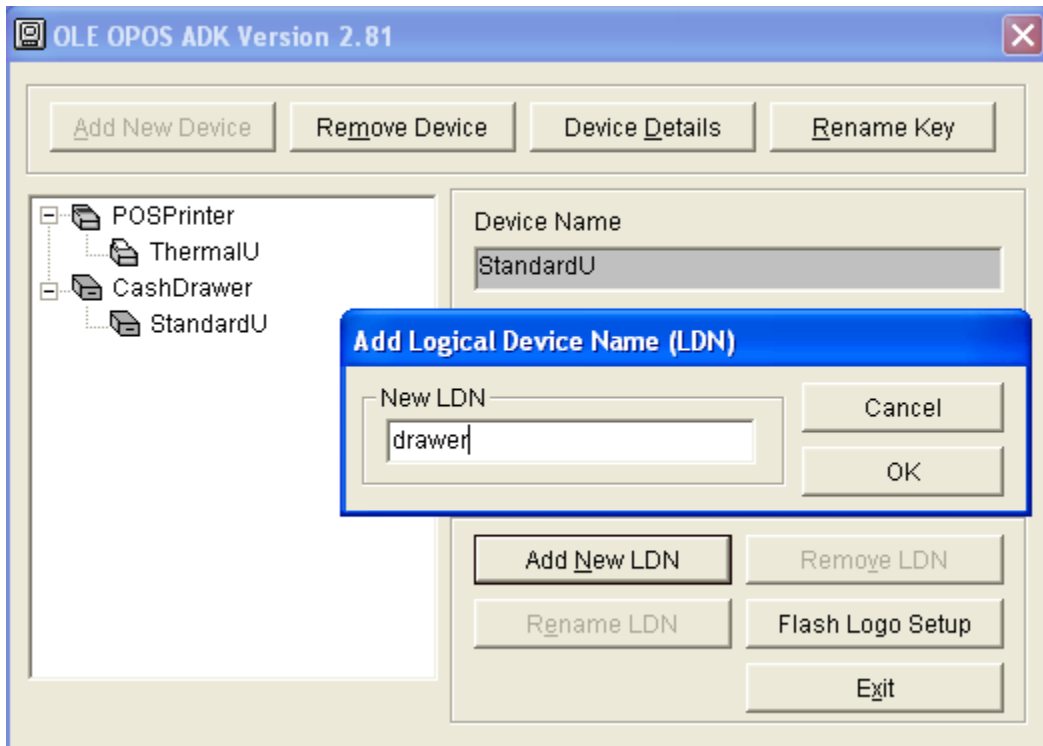 OLE OPOS ADK Version 2.81
Add New Device
Remove Device
Device Details
Rename Key
POSPrinter
ThermalU
CashDrawer
StandardU
Device Name
StandardU
Add Logical Device Name (LDN)
New LDN
drawer
Cancel
OK
Add New LDN
Remove LDN
Rename LDN
Flash Logo Setup
Exit